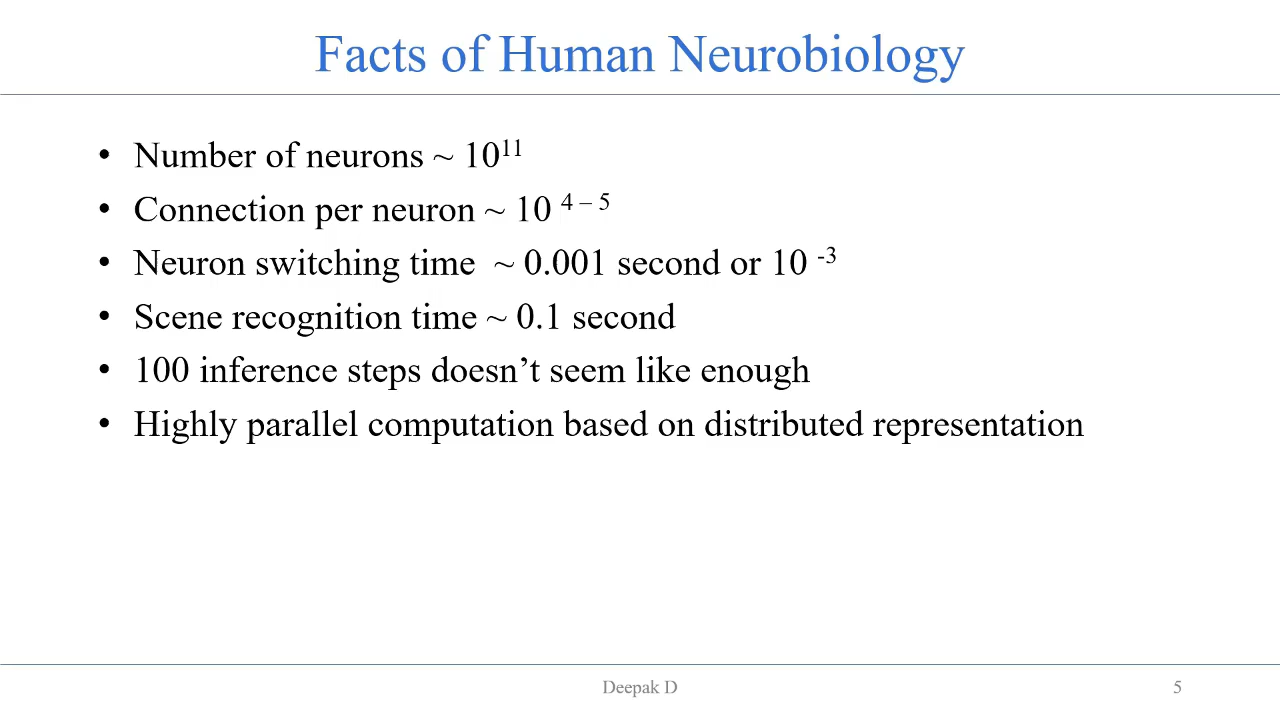 Facts of Human Neurobiology
• Number of neurons ~ 10¹¹
• Connection per neuron ~ 10 ⁴ ⁻ ⁵
• Neuron switching time ~ 0.001 second or 10 ⁻³
• Scene recognition time ~ 0.1 second
• 100 inference steps doesn’t seem like enough
• Highly parallel computation based on distributed representation
Deepak D
5